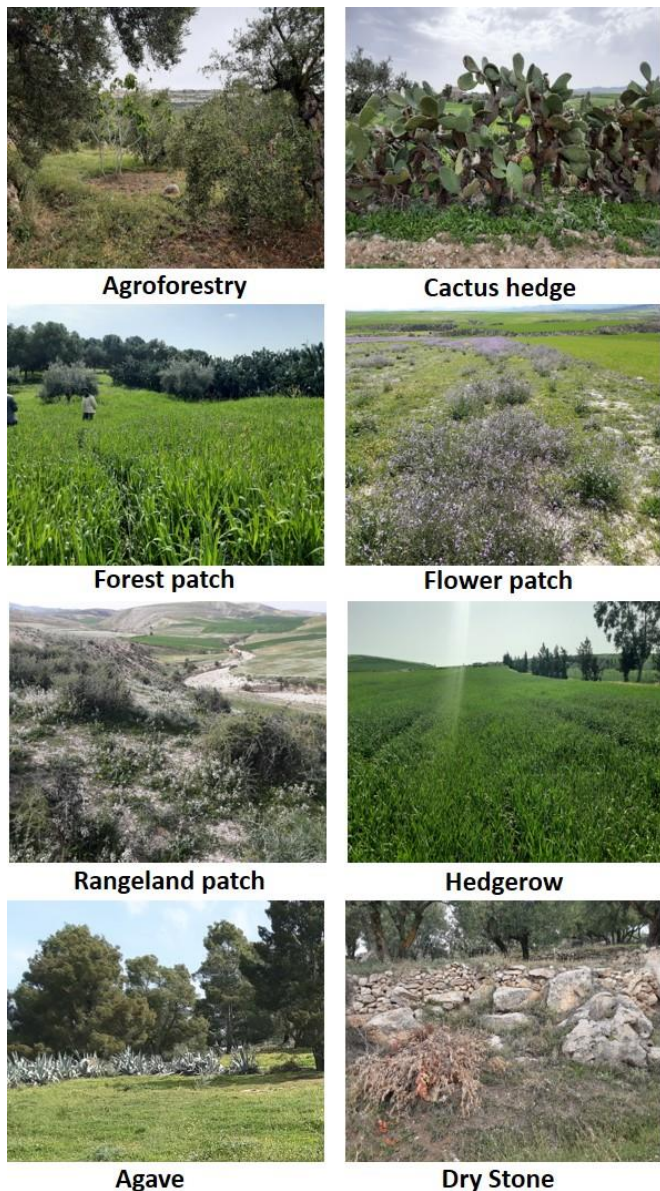 Agroforestry
Cactus hedge
Forest patch
Flower patch
Rangeland patch
Hedgerow
Agave
Dry Stone